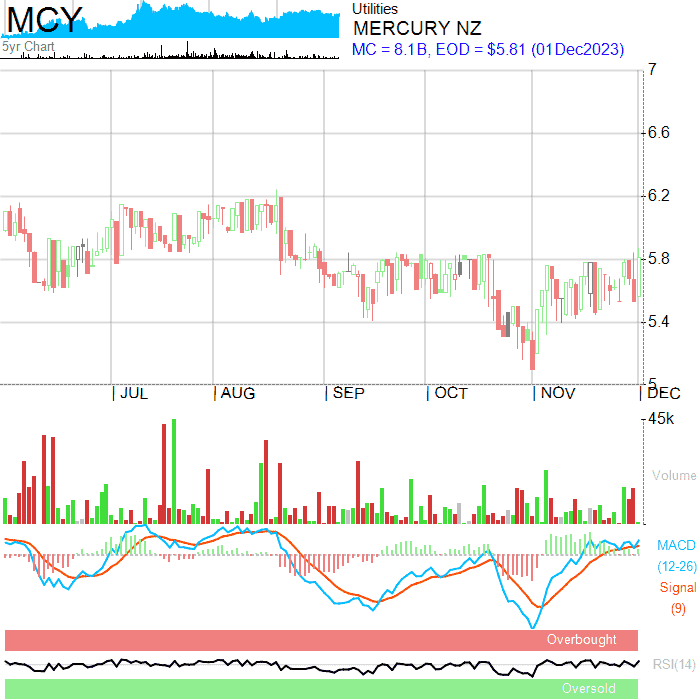 MCY
5yr Chart
Utilities
MERCURY NZ
MC = 8.1B, EOD = $5.81 (01Dec2023)
7
6.6
6.2
5.8
5.4
5
| JUL | AUG | SEP | OCT | NOV | DEC
45k
Volume
MACD
(12-26)
Signal
(9)
Overbought
RSI(14)
Oversold